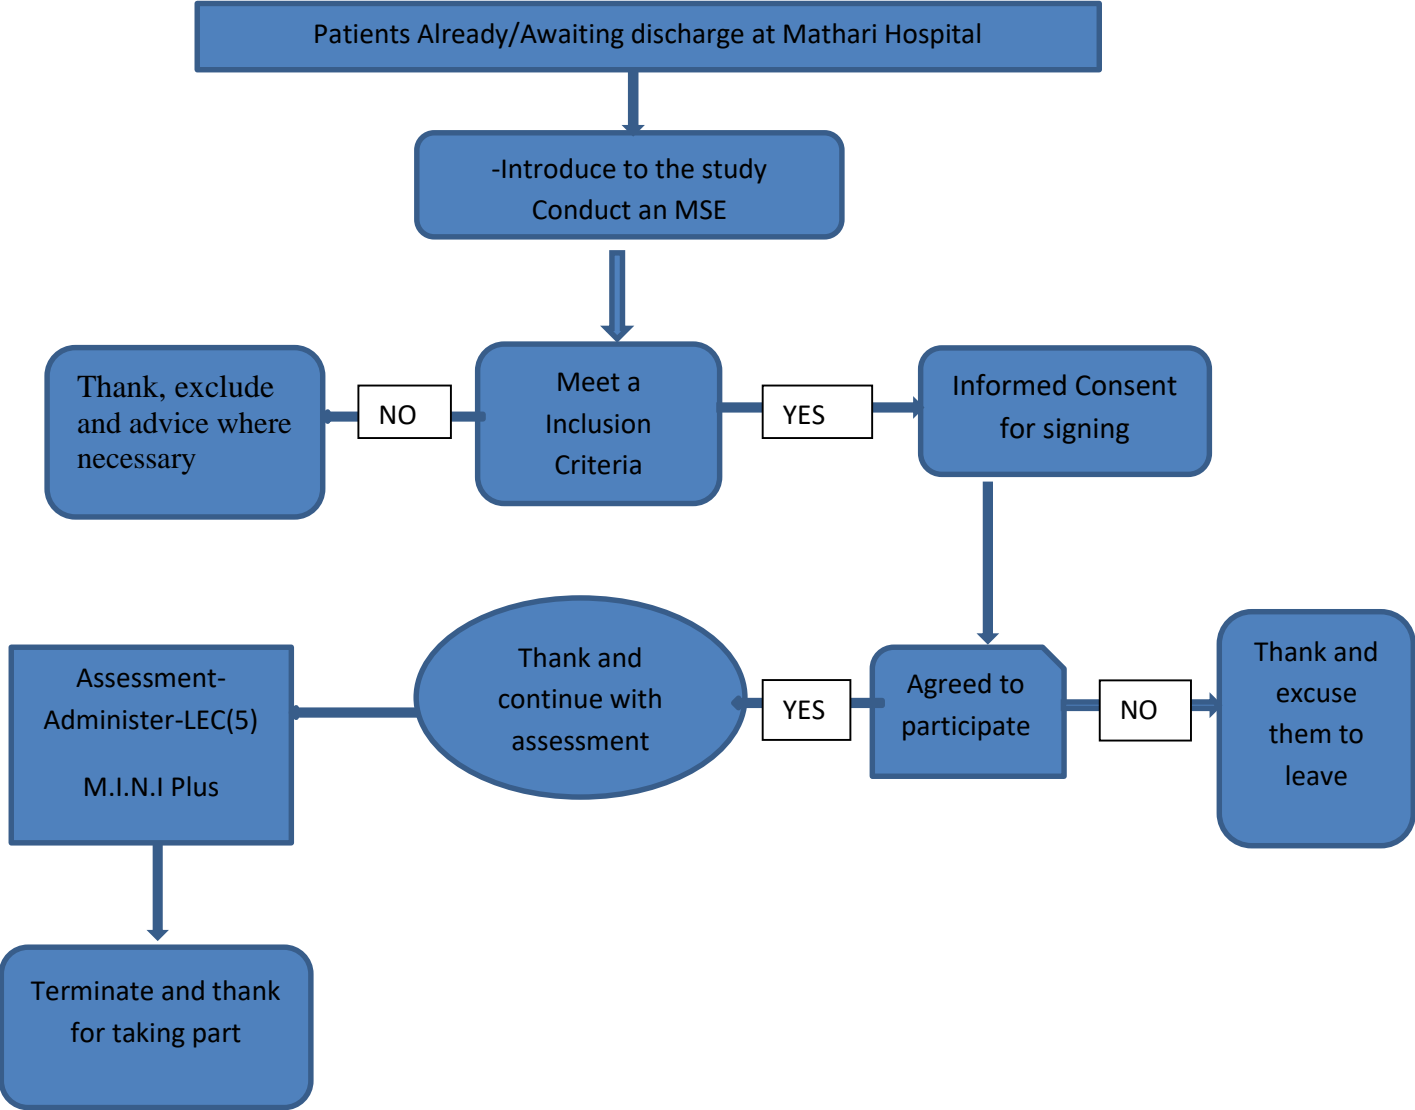 Patients Already/Awaiting discharge at Mathari Hospital
-Introduce to the study
Conduct an MSE
Thank, exclude
and advice where
necessary
NO
Meet a
Inclusion
Criteria
YES
Informed Consent
for signing
Assessment-
Administer-LEC(5)
M.I.N.I Plus
Thank and
continue with
assessment
YES
Agreed to
participate
NO
Thank and
excuse
them to
leave
Terminate and thank
for taking part